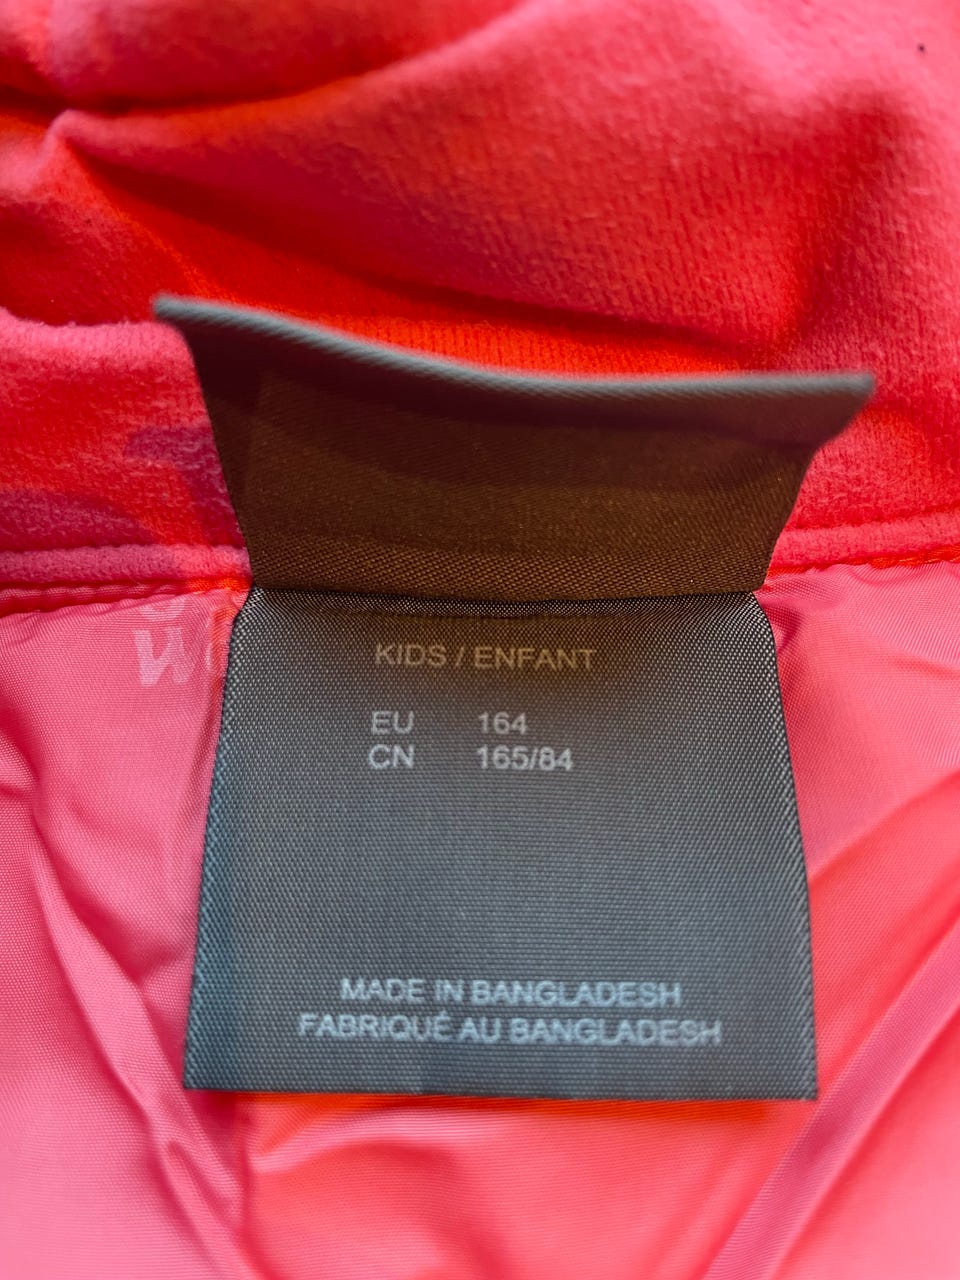 KIDS / ENFANT
EU 164
CN 165/84
MADE IN BANGLADESH
FABRIQUÉ AU BANGLADESH